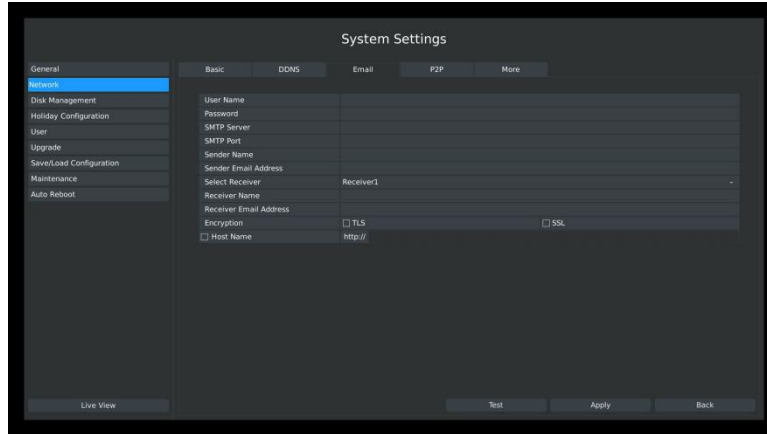 System Settings
General
Network
Disk Management
Holiday Configuration
User
Upgrade
Save/Load Configuration
Maintenance
Auto Reboot
Live View
Basic DDNS Email P2P More
User Name
Password
SMTP Server
SMTP Port
Sender Name
Sender Email Address
Select Receiver Receiver1
Receiver Name
Receiver Email Address
Encryption TLS SSL
Host Name http://
Test Apply Back